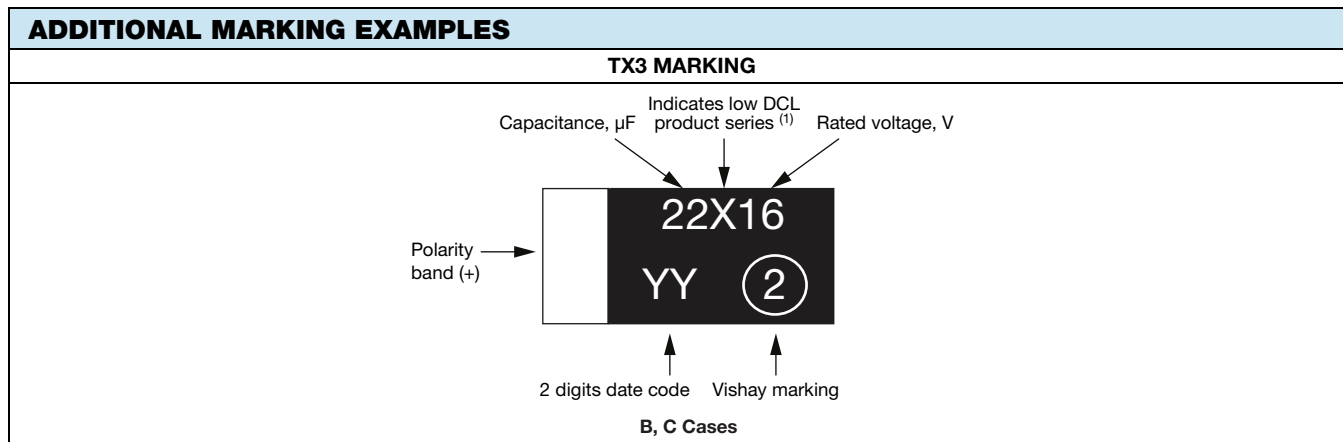 ADDITIONAL MARKING EXAMPLES
TX3 MARKING
Capacitance, µF
Indicates low DCL
product series (1)
Rated voltage, V
22X16
Polarity
band (+)
YY 2
2 digits date code
Vishay marking
B, C Cases